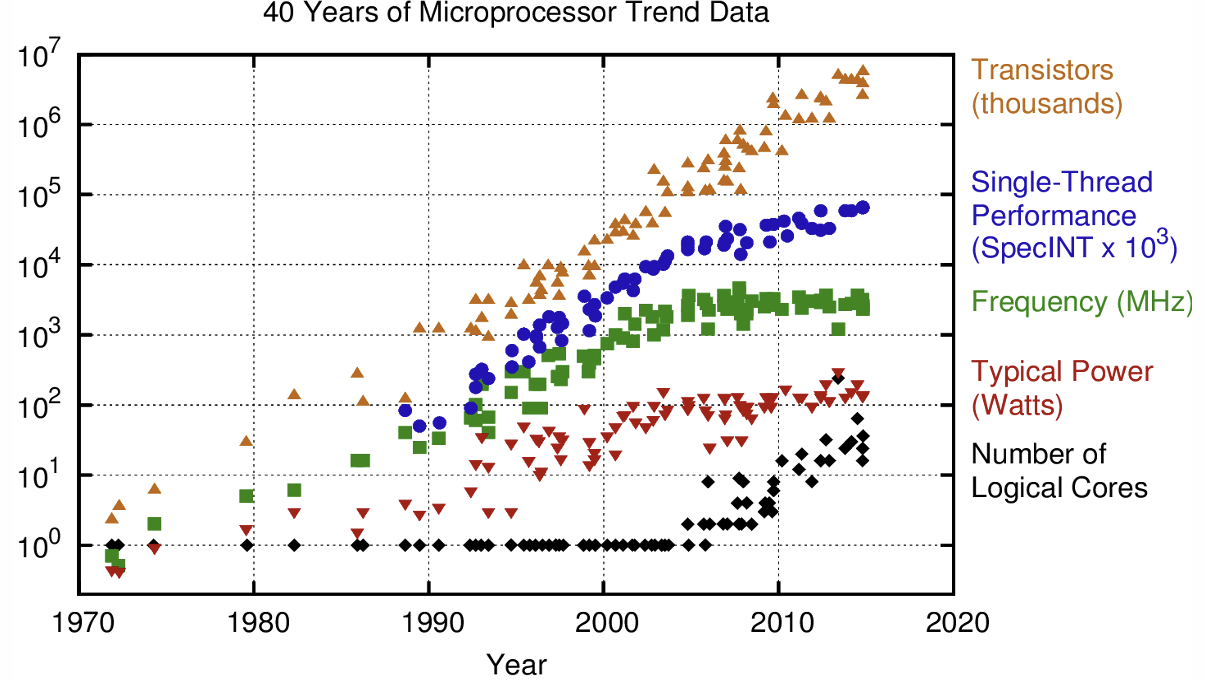 40 Years of Microprocessor Trend Data
10^7
10^6
10^5
10^4
10^3
10^2
10^1
10^0
1970 1980 1990 2000 2010 2020
Year
Transistors
(thousands)
Single-Thread
Performance
(SpecINT x 10^3)
Frequency (MHz)
Typical Power
(Watts)
Number of
Logical Cores